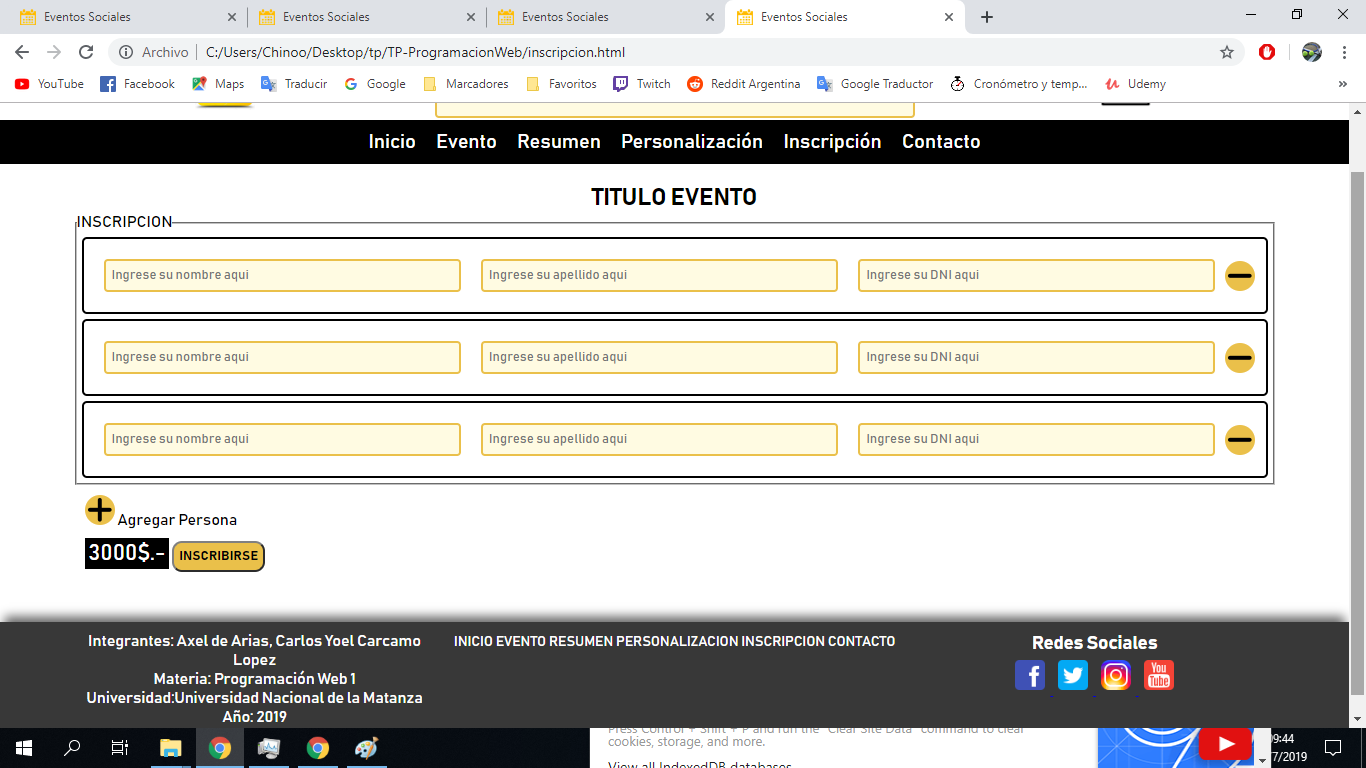 Eventos Sociales
Eventos Sociales
Eventos Sociales
Eventos Sociales
Archivo
C:/Users/Chinoo/Desktop/tp/TP-ProgramacionWeb/inscripcion.html
YouTube
Facebook
Maps
Traducir
Google
Marcadores
Favoritos
Twitch
Reddit Argentina
Google Traductor
Cronómetro y temp...
Udemy
Inicio
Evento
Resumen
Personalización
Inscripción
Contacto
TITULO EVENTO
INSCRIPCION
Ingrese su nombre aqui
Ingrese su apellido aqui
Ingrese su DNI aqui
Ingrese su nombre aqui
Ingrese su apellido aqui
Ingrese su DNI aqui
Ingrese su nombre aqui
Ingrese su apellido aqui
Ingrese su DNI aqui
Agregar Persona
3000$.-
INSCRIBIRSE
Integrantes: Axel de Arias, Carlos Yoel Carcamo
Lopez
Materia: Programación Web 1
Universidad:Universidad Nacional de la Matanza
Año: 2019
INICIO EVENTO RESUMEN PERSONALIZACION INSCRIPCION CONTACTO
Redes Sociales
You
Tube
Press Control + Shift + P and run the "Clear Site Data" command to clear
cookies, storage, and more.
View all IndexedDB databases
9:44
7/2019